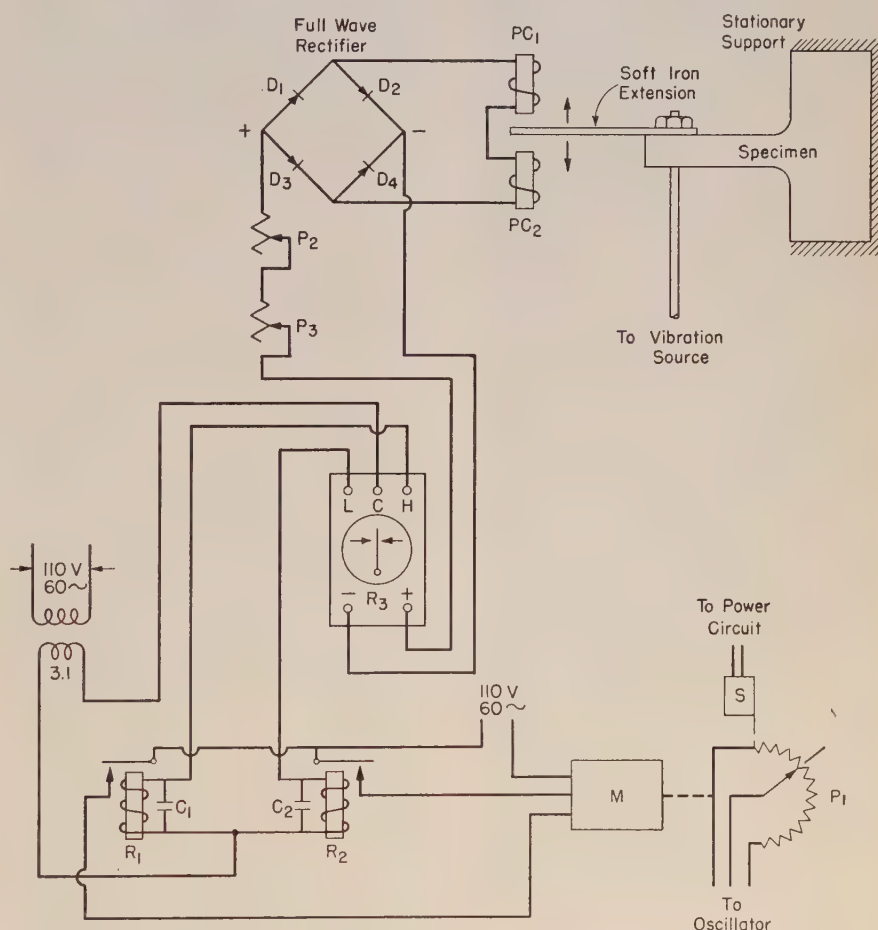 Full Wave
Rectifier
PC1
Stationary
Support
D1
D2
Soft Iron
Extension
+
−
Specimen
D3
D4
PC2
P2
P3
To Vibration
Source
L C H
110 V
60~
R3
− +
3.1
To Power
Circuit
S
110 V
60~
C1
C2
M
P1
R1
R2
To
Oscillator